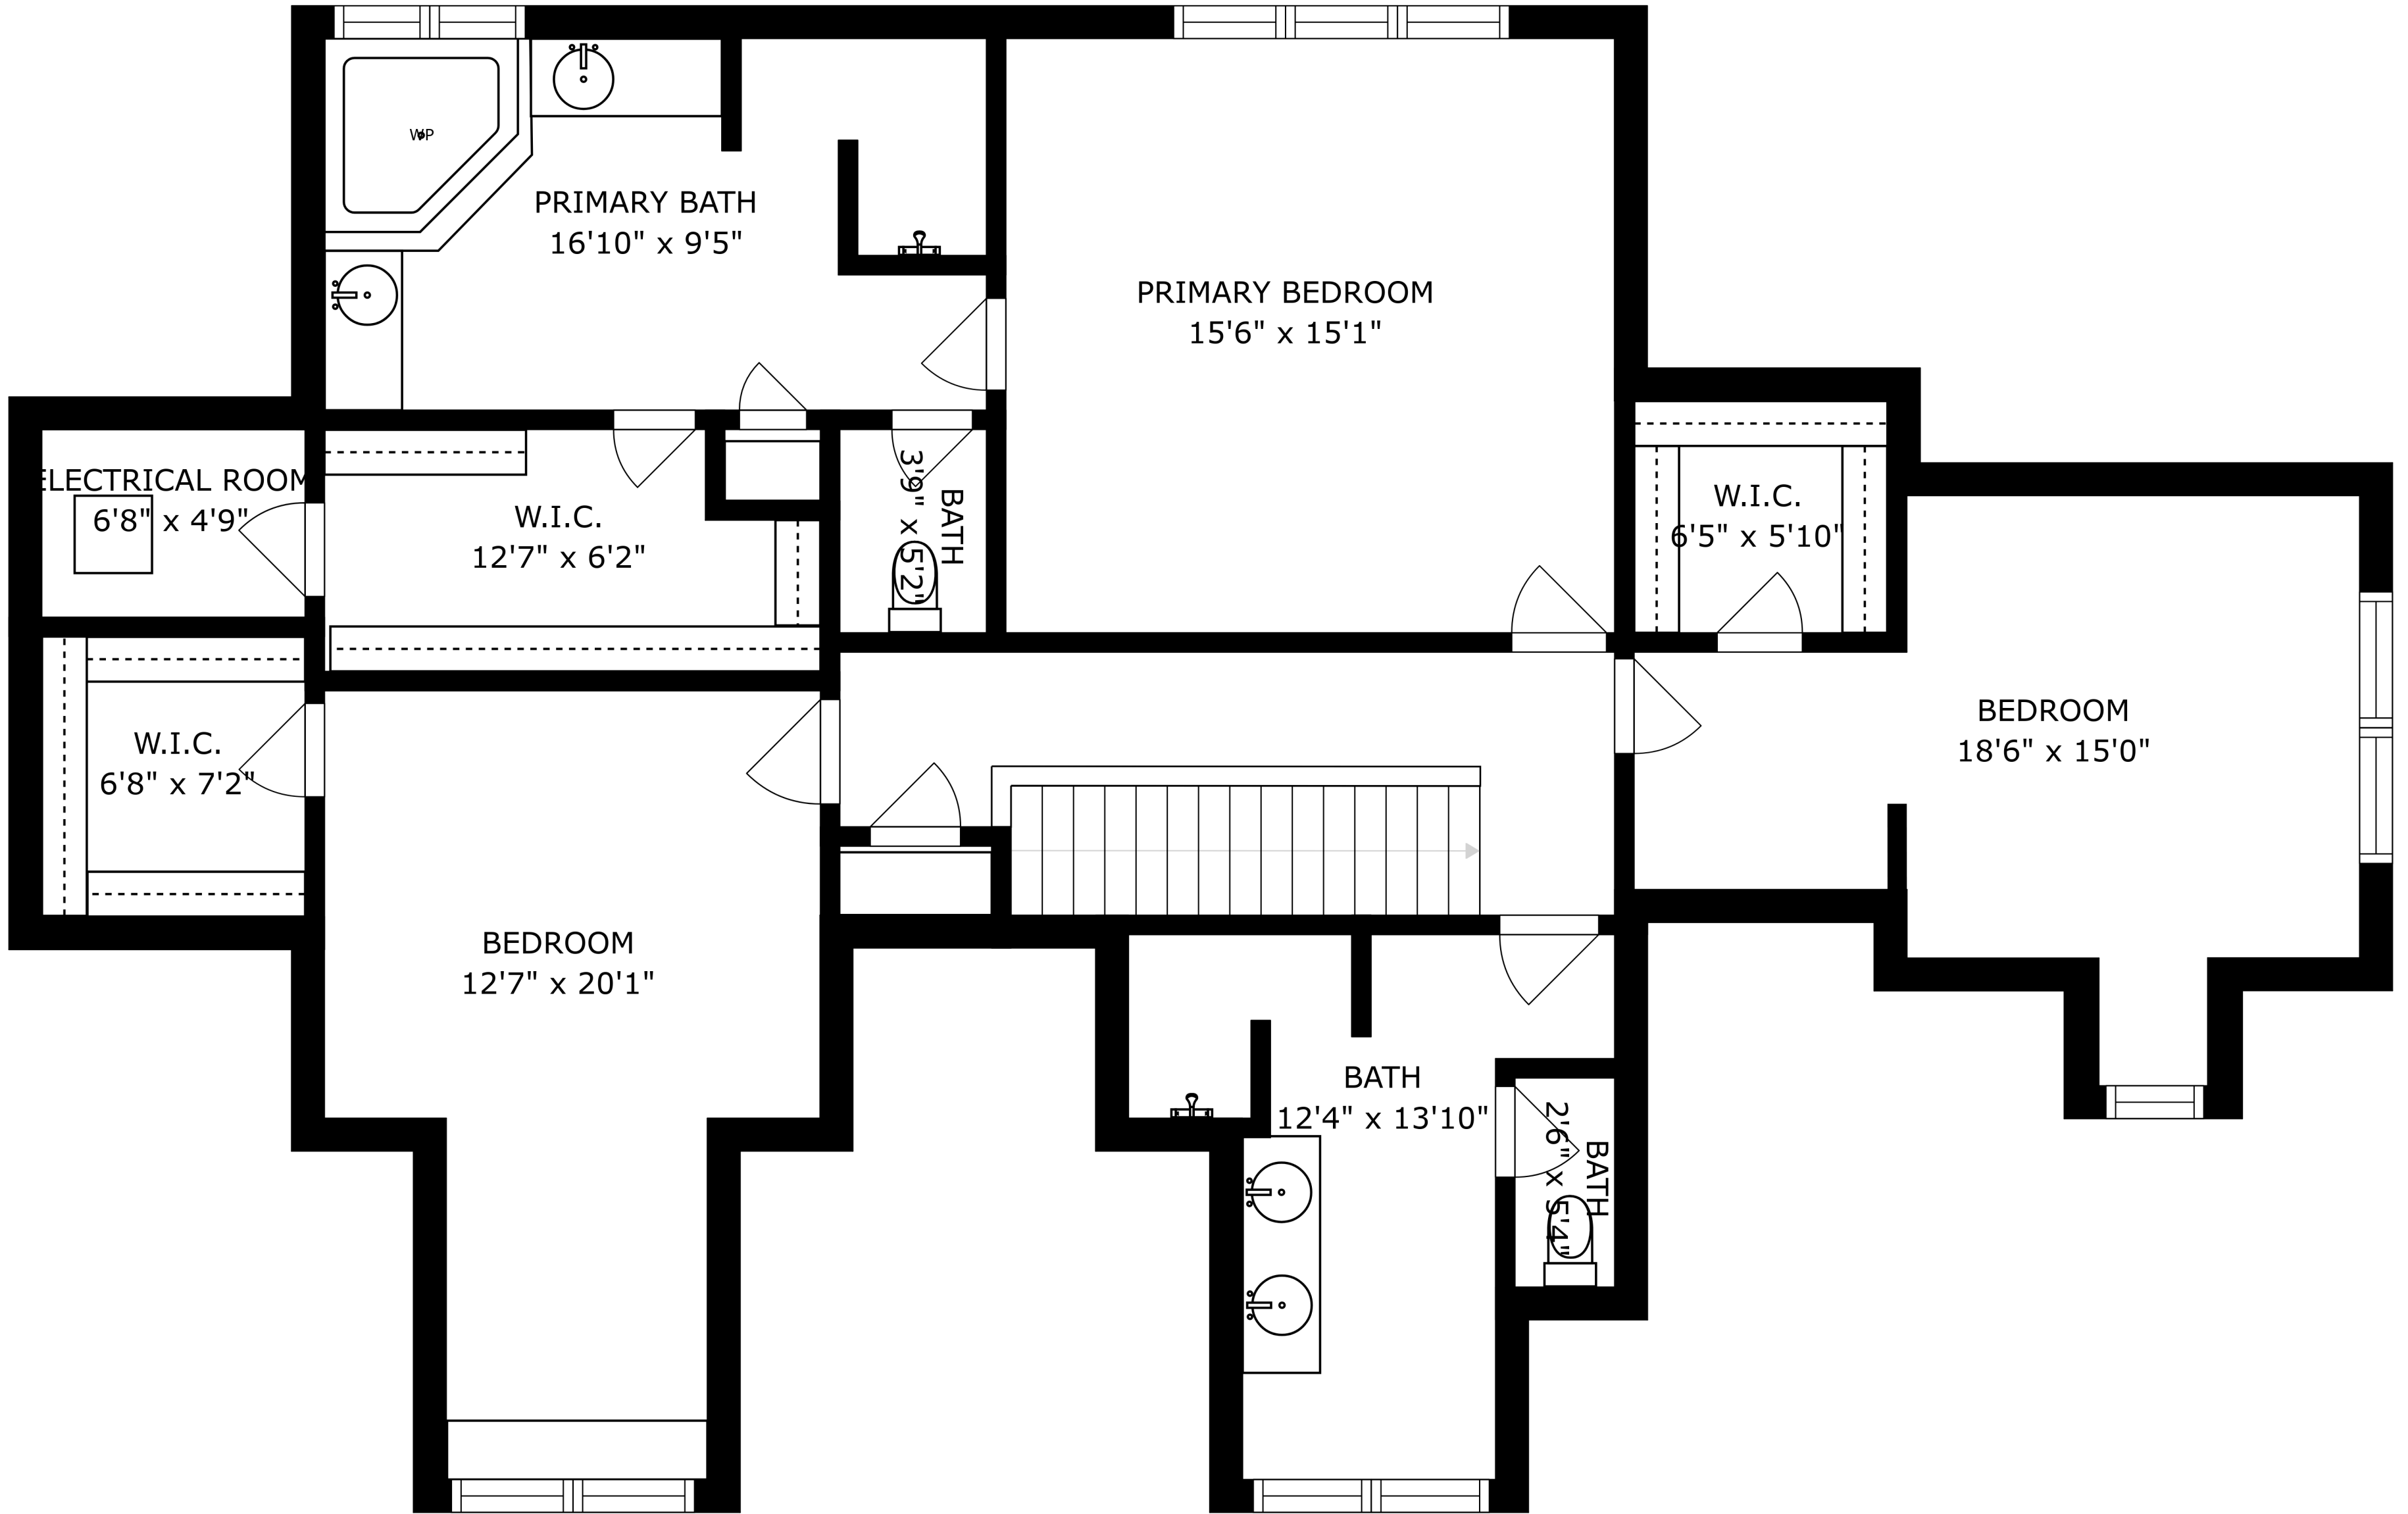 WP
PRIMARY BATH
16'10" x 9'5"
PRIMARY BEDROOM
15'6" x 15'1"
ELECTRICAL ROOM
6'8" x 4'9"
W.I.C.
12'7" x 6'2"
BATH
3'9" x 5'2"
W.I.C.
6'5" x 5'10"
W.I.C.
6'8" x 7'2"
BEDROOM
18'6" x 15'0"
BEDROOM
12'7" x 20'1"
BATH
12'4" x 13'10"
BATH
2'6" x 5'4"